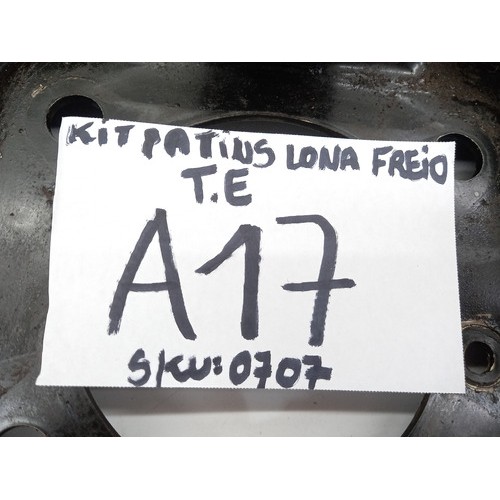 KIT PATINS LONA FREIO
T.E
A17
SKU: 0707